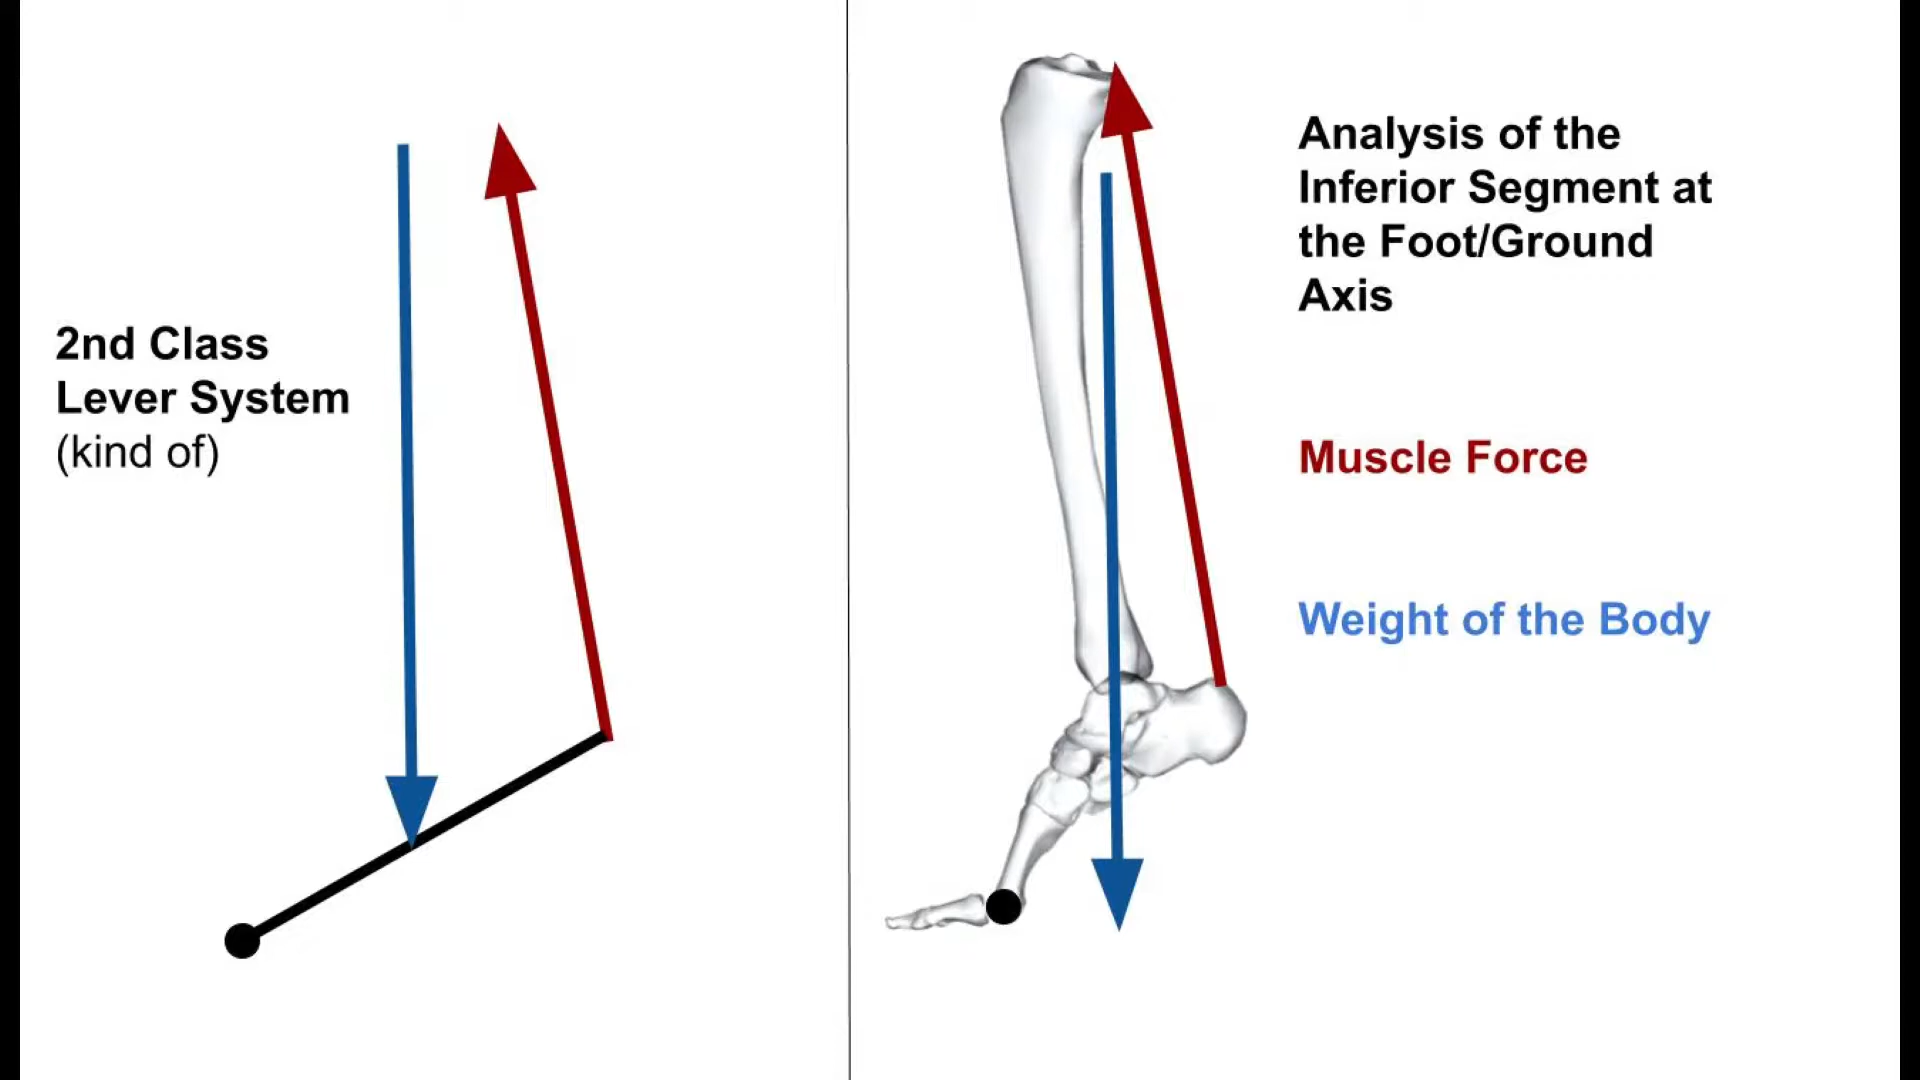 2nd Class
Lever System
(kind of)
Analysis of the
Inferior Segment at
the Foot/Ground
Axis
Muscle Force
Weight of the Body